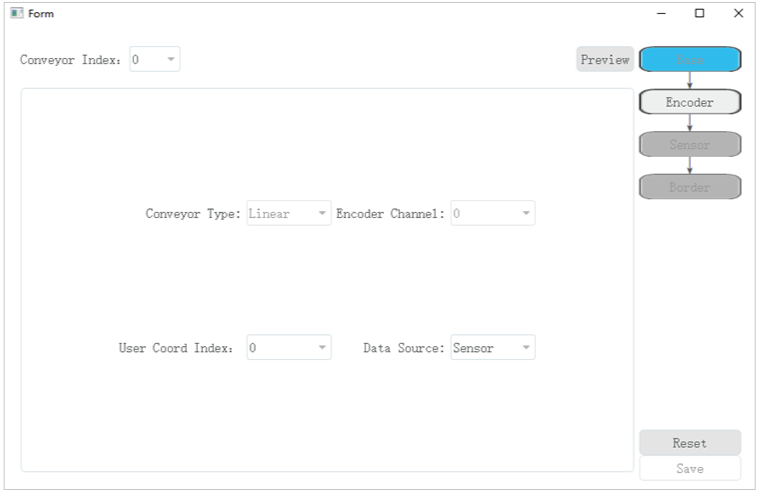 Form
Conveyor Index: 0
Preview
Encoder
Sensor
Border
Conveyor Type: Linear Encoder Channel: 0
User Coord Index: 0 Data Source: Sensor
Reset
Save